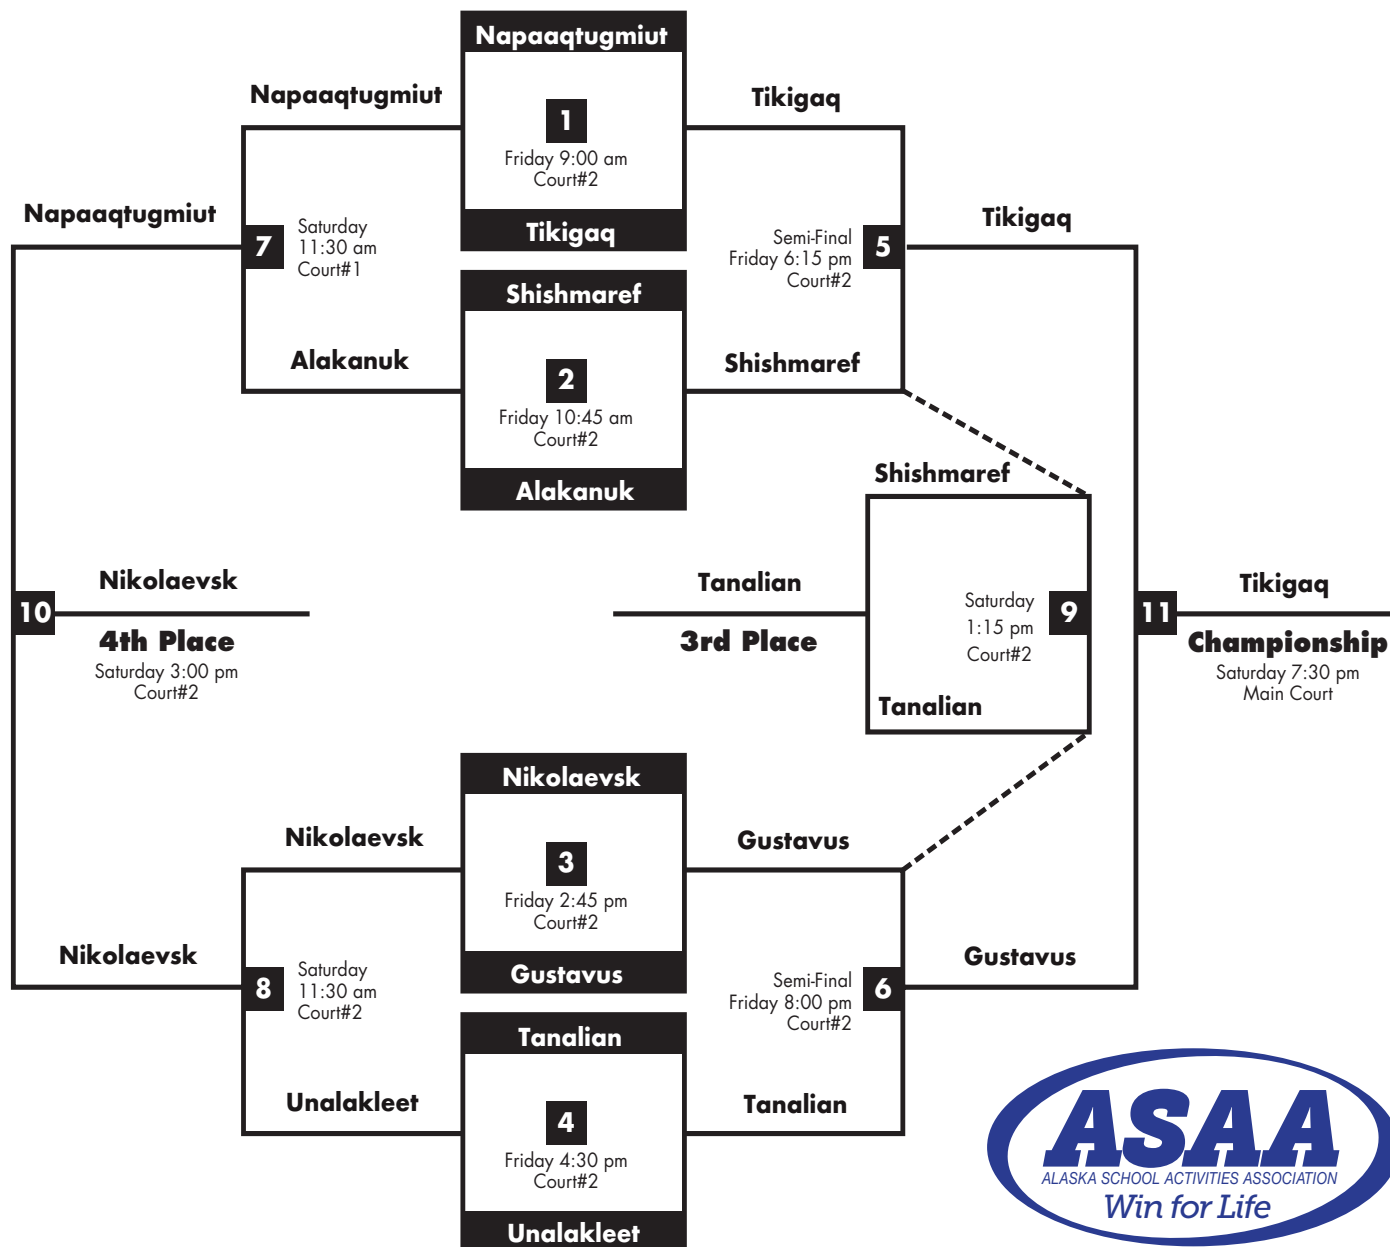 Napaaqtugmiut
Napaaqtugmiut
1
Friday 9:00 am
Court#2
Tikigaq
Tikigaq
Napaaqtugmiut
7
Saturday
11:30 am
Court#1
Semi-Final
Friday 6:15 pm
Court#2
5
Tikigaq
Shishmaref
Alakanuk
2
Friday 10:45 am
Court#2
Shishmaref
Alakanuk
Shishmaref
10
Nikolaevsk
4th Place
Saturday 3:00 pm
Court#2
Tanalian
3rd Place
Saturday
1:15 pm
Court#2
9
11
Tikigaq
Championship
Saturday 7:30 pm
Main Court
Tanalian
Nikolaevsk
Nikolaevsk
3
Friday 2:45 pm
Court#2
Gustavus
Gustavus
Nikolaevsk
8
Saturday
11:30 am
Court#2
Semi-Final
Friday 8:00 pm
Court#2
6
Gustavus
Tanalian
Unalakleet
4
Friday 4:30 pm
Court#2
Tanalian
Unalakleet
ASAA
ALASKA SCHOOL ACTIVITIES ASSOCIATION
Win for Life